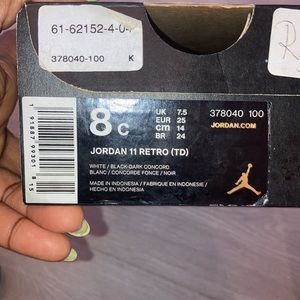 61-62152-4-0
378040-100 K
R
8 C
UK 7.5
EUR 25
cm 14
BR 24
378040 100
JORDAN.COM
JORDAN 11 RETRO (TD)
WHITE / BLACK-DARK CONCORD
BLANC / CONCORDE FONCE / NOIR
MADE IN INDONESIA / FABRIQUE EN INDONESIE /
HECHO EN INDONESIA